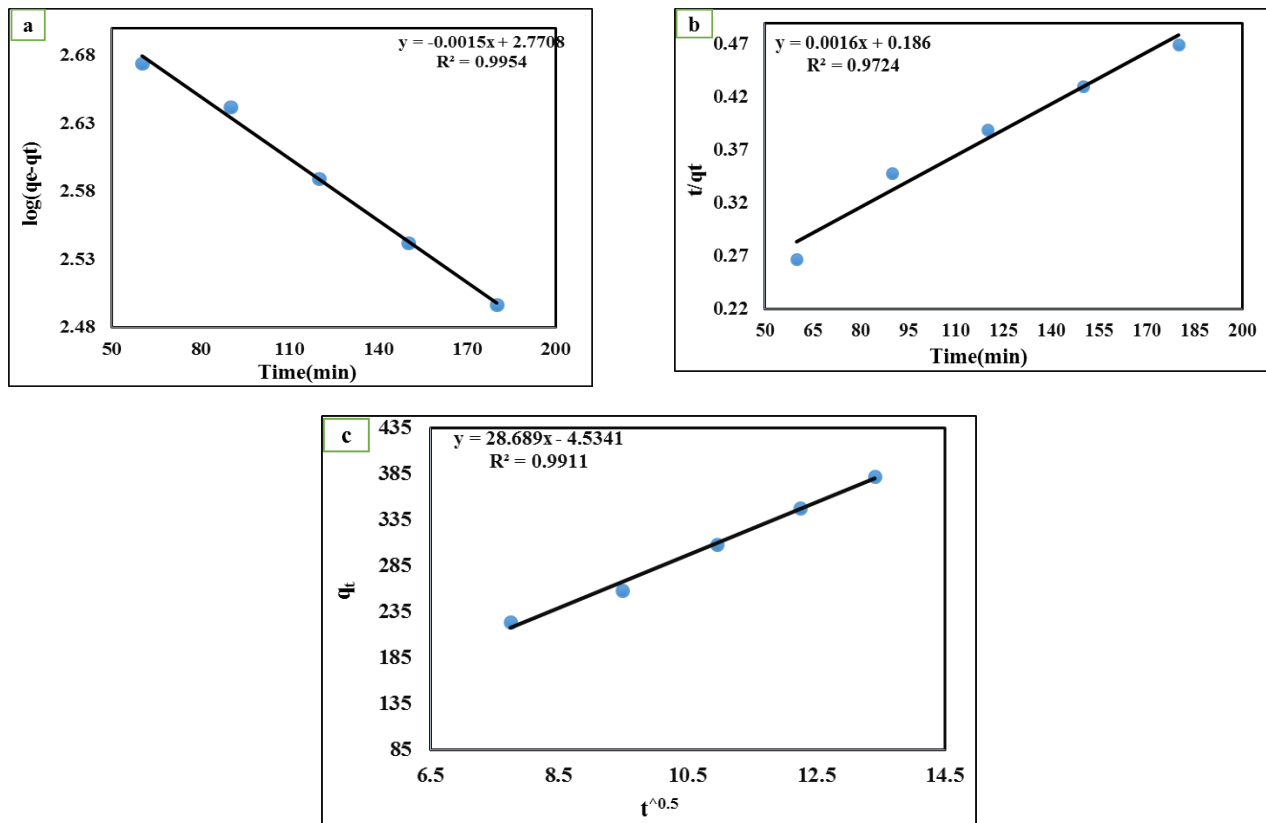 a
y = -0.0015x + 2.7708
R² = 0.9954
2.68
2.63
2.58
2.53
2.48
log(qe-qt)
50 80 110 140 170 200
Time(min)
b
y = 0.0016x + 0.186
R² = 0.9724
0.47
0.42
0.37
0.32
0.27
0.22
t/qt
50 65 80 95 110 125 140 155 170 185 200
Time(min)
c
y = 28.689x - 4.5341
R² = 0.9911
435
385
335
285
235
185
135
85
qt
6.5 8.5 10.5 12.5 14.5
t^0.5